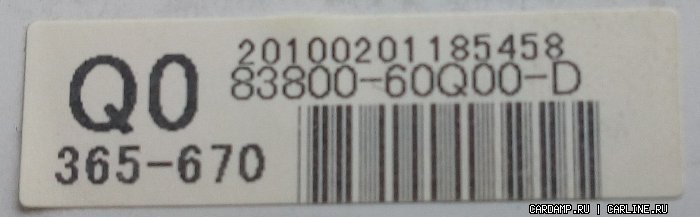 20100201185458
Q0 83800-60Q00-D
365-670
CARDAMP.RU | CARLINE.RU